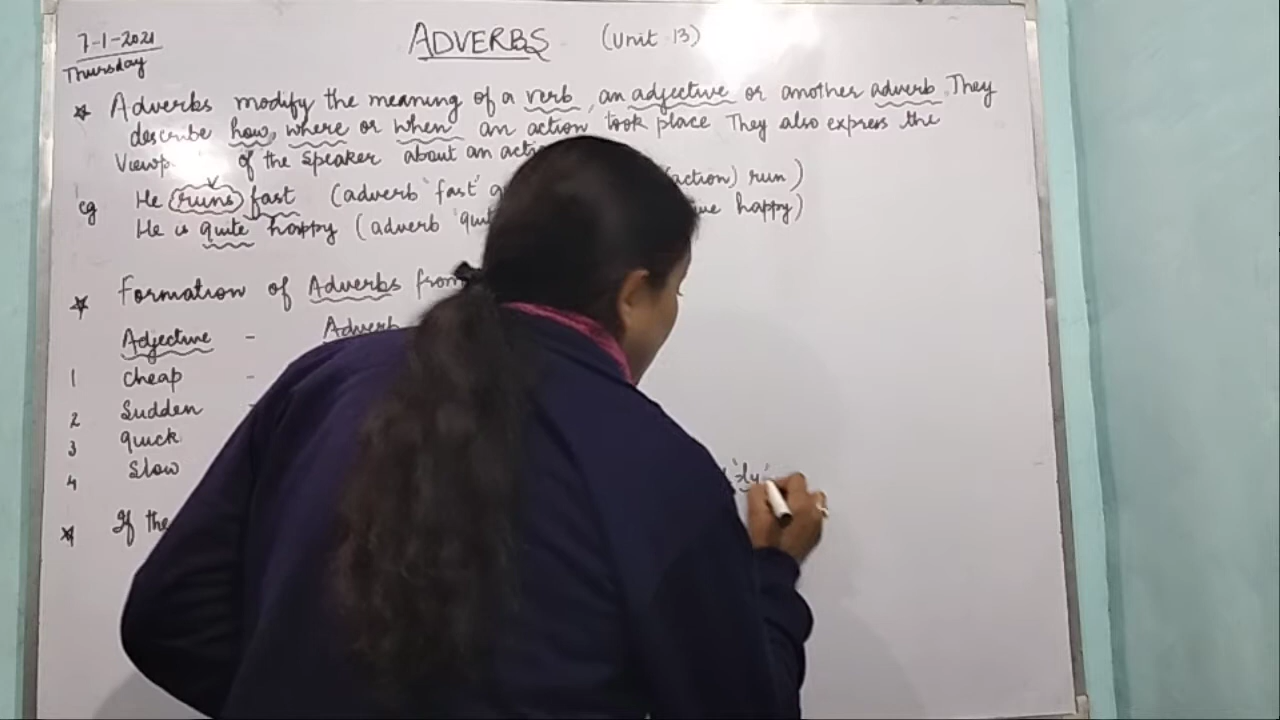 7-1-2021
Thursday
ADVERBS (Unit 13)
* Adverbs modify the meaning of a verb, an adjective or another adverb They
describe how, where or when an action took place They also express the
of the speaker about an
eg He runs fast (adverb 'fast' (action) run)
He is quite happy (adverb happy)
* Formation of Adverbs from
Adjective - Adverb
1 Cheap -
2 Sudden -
3 quick
4 Slow
'ly'
* If the